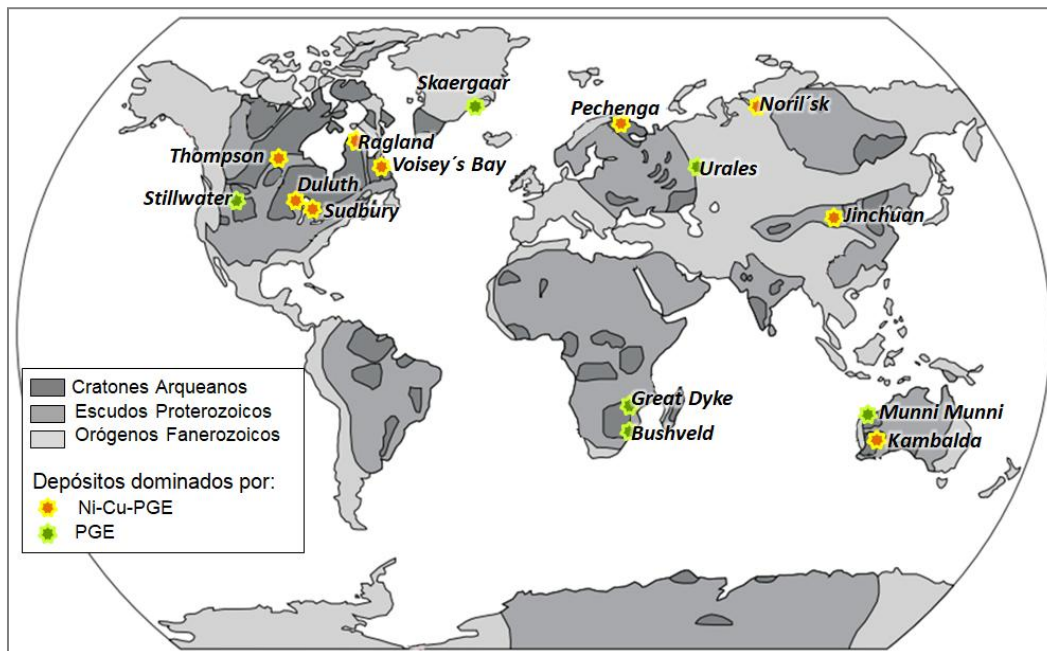 Skaergaar
Pechenga
Noril´sk
Ragland
Thompson
Voisey´s Bay
Urales
Duluth.
Stillwater
Sudbury
Jinchuan
Cratones Arqueanos
Escudos Proterozoicos
Orógenos Fanerozoicos
Great Dyke
Munni Munni
Bushveld
Kambalda
Depósitos dominados por:
Ni-Cu-PGE
PGE